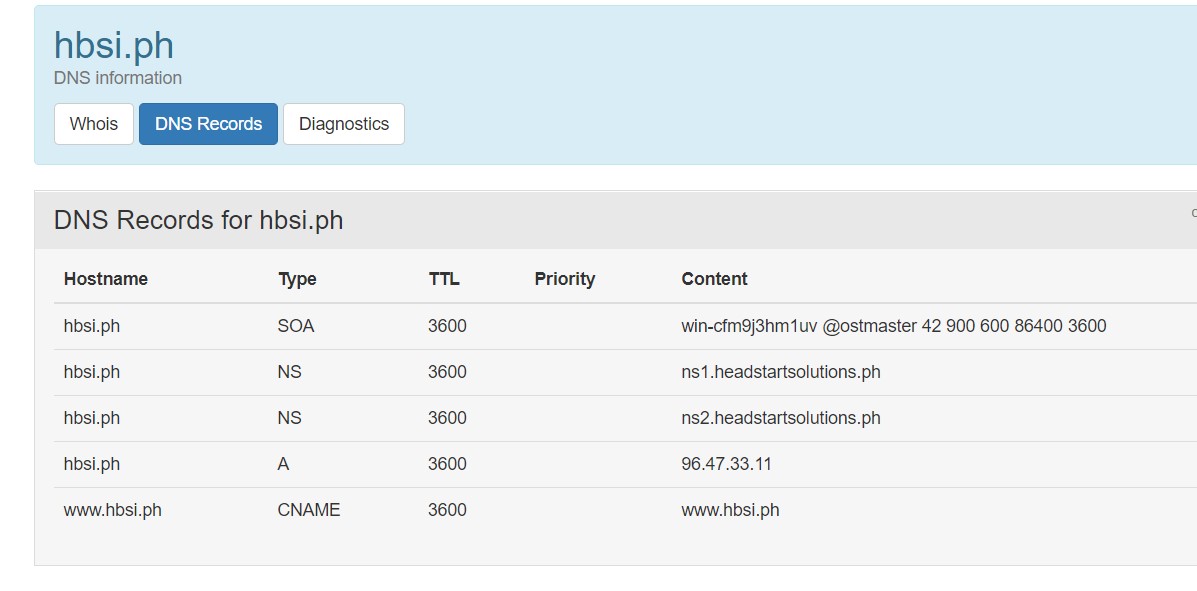 hbsi.ph
DNS information
Whois DNS Records Diagnostics
DNS Records for hbsi.ph
Hostname Type TTL Priority Content
hbsi.ph SOA 3600 win-cfm9j3hm1uv @ostmaster 42 900 600 86400 3600
hbsi.ph NS 3600 ns1.headstartsolutions.ph
hbsi.ph NS 3600 ns2.headstartsolutions.ph
hbsi.ph A 3600 96.47.33.11
www.hbsi.ph CNAME 3600 www.hbsi.ph